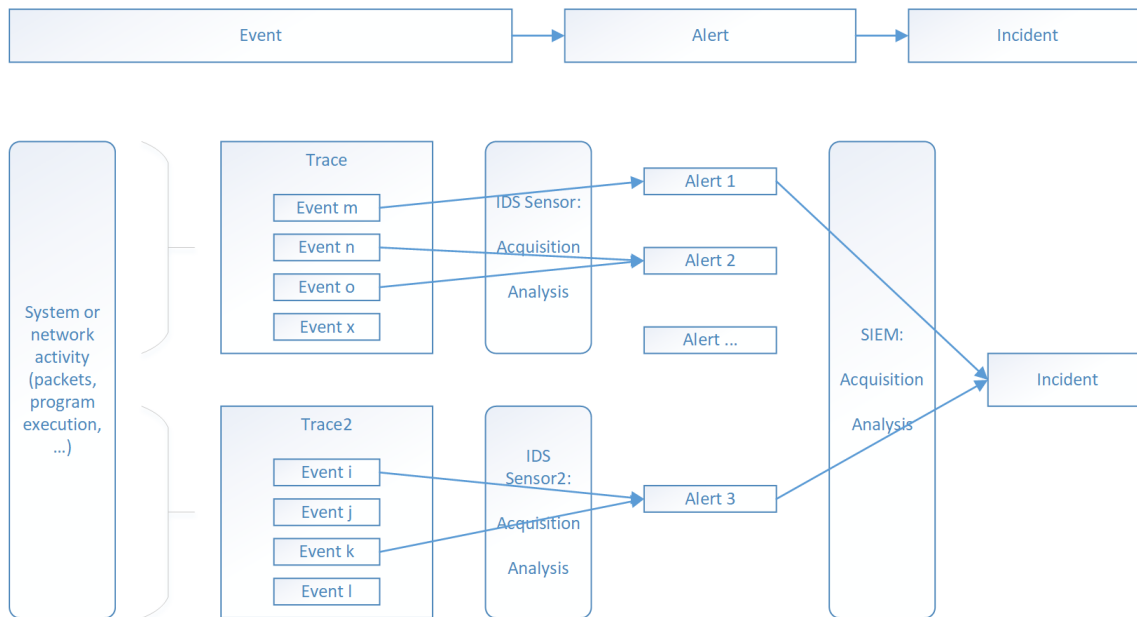 Event
Alert
Incident
System or
network
activity
(packets,
program
execution,
...)
Trace
Event m
Event n
Event o
Event x
IDS Sensor:
Acquisition
Analysis
Alert 1
Alert 2
Alert ...
SIEM:
Acquisition
Analysis
Incident
Trace2
Event i
Event j
Event k
Event l
IDS
Sensor2:
Acquisition
Analysis
Alert 3